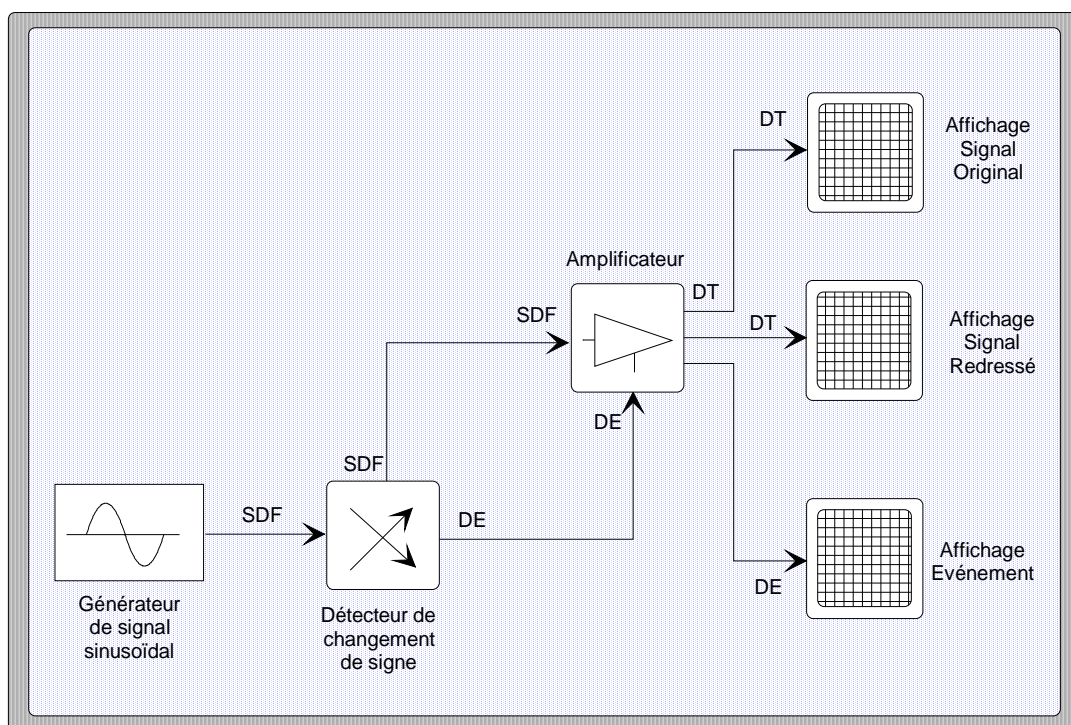 DT
Affichage
Signal
Original
Amplificateur
DT
SDF
DT
Affichage
Signal
Redressé
DE
SDF
SDF
DE
Affichage
Evénement
DE
Générateur
de signal
sinusoïdal
Détecteur de
changement
de signe